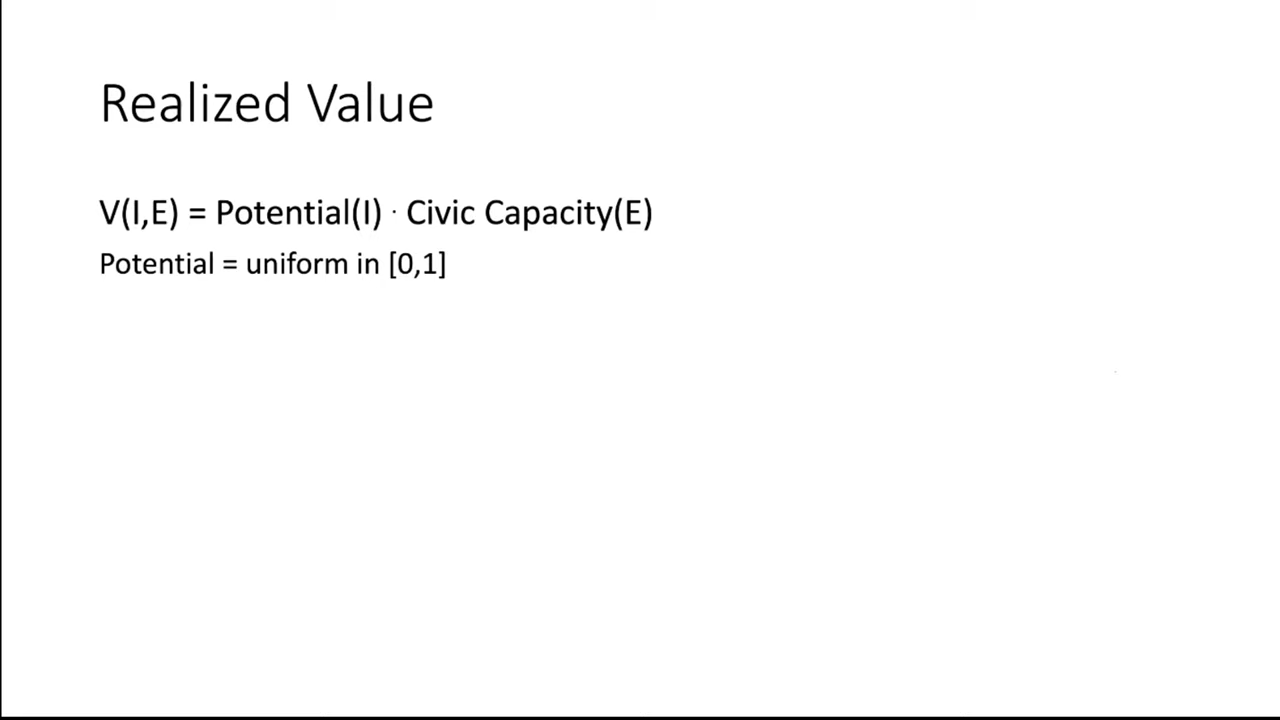 Realized Value
V(I,E) = Potential(I) · Civic Capacity(E)
Potential = uniform in [0,1]